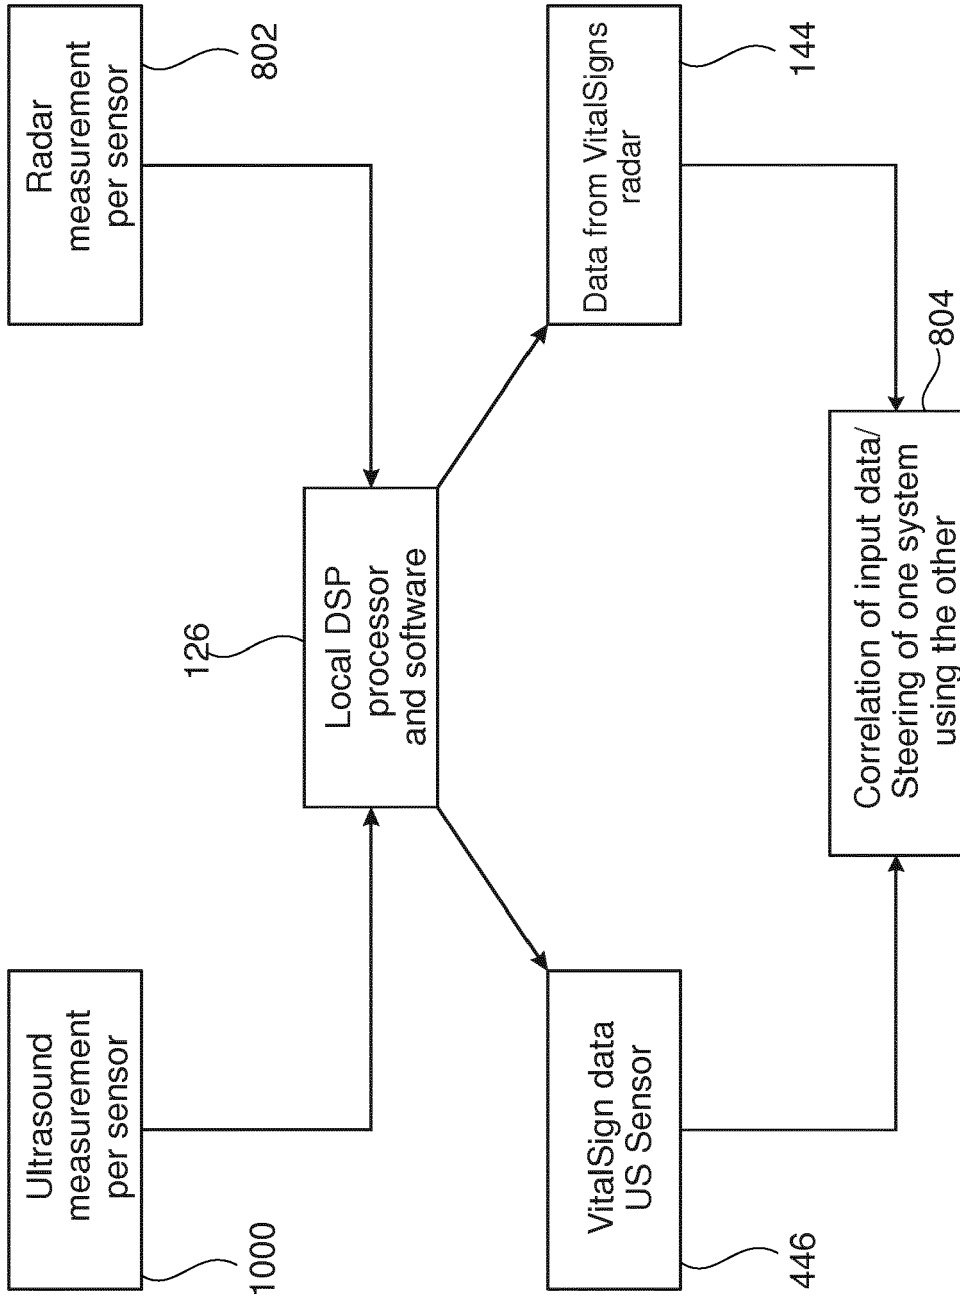 Ultrasound
measurement
per sensor
1000
Radar
measurement
per sensor
802
126
Local DSP
processor
and software
VitalSign data
US Sensor
446
Data from VitalSigns
radar
144
Correlation of input data/
Steering of one system
using the other
804